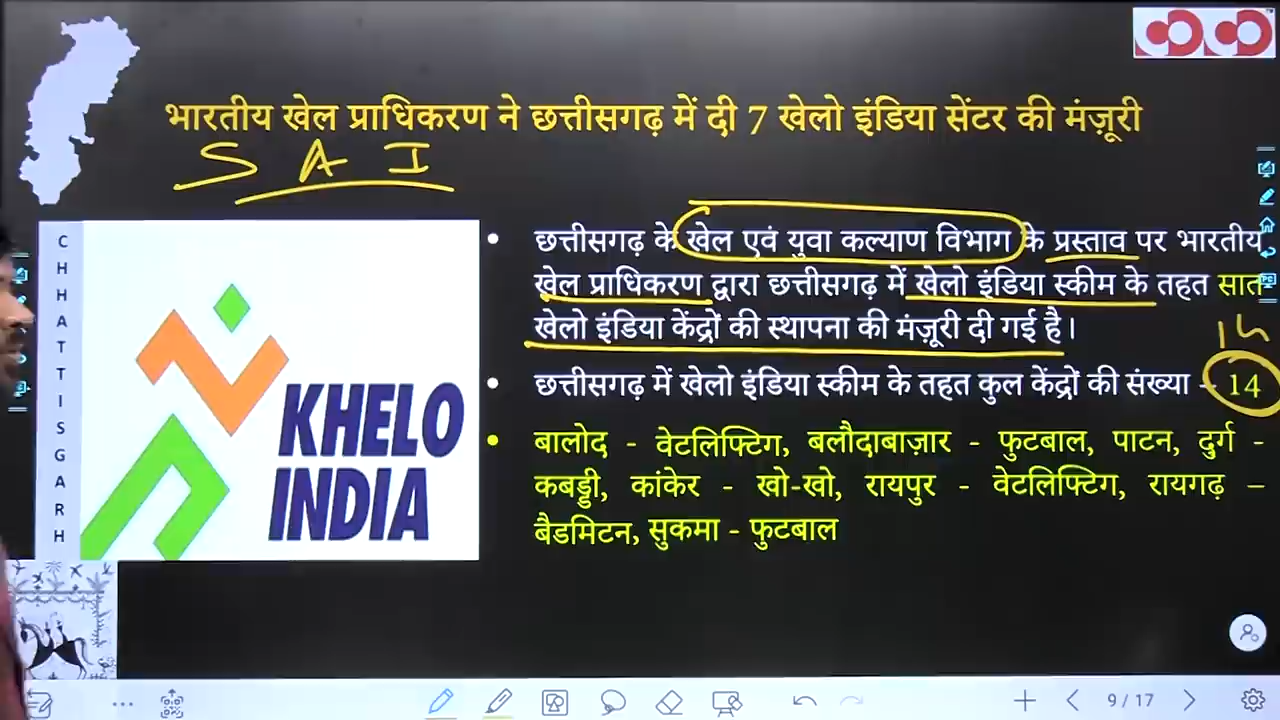 भारतीय खेल प्राधिकरण ने छत्तीसगढ़ में दी 7 खेलो इंडिया सेंटर की मंज़ूरी
S A I
CHHATTISGARH
KHELO
INDIA
• छत्तीसगढ़ के खेल एवं युवा कल्याण विभाग के प्रस्ताव पर भारतीय
खेल प्राधिकरण द्वारा छत्तीसगढ़ में खेलो इंडिया स्कीम के तहत सात
खेलो इंडिया केंद्रों की स्थापना की मंज़ूरी दी गई है।
• छत्तीसगढ़ में खेलो इंडिया स्कीम के तहत कुल केंद्रों की संख्या - 14
• बालोद - वेटलिफ्टिग, बलौदाबाज़ार - फुटबाल, पाटन, दुर्ग -
कबड्डी, कांकेर - खो-खो, रायपुर - वेटलिफ्टिग, रायगढ़ –
बैडमिटन, सुकमा - फुटबाल
9 / 17